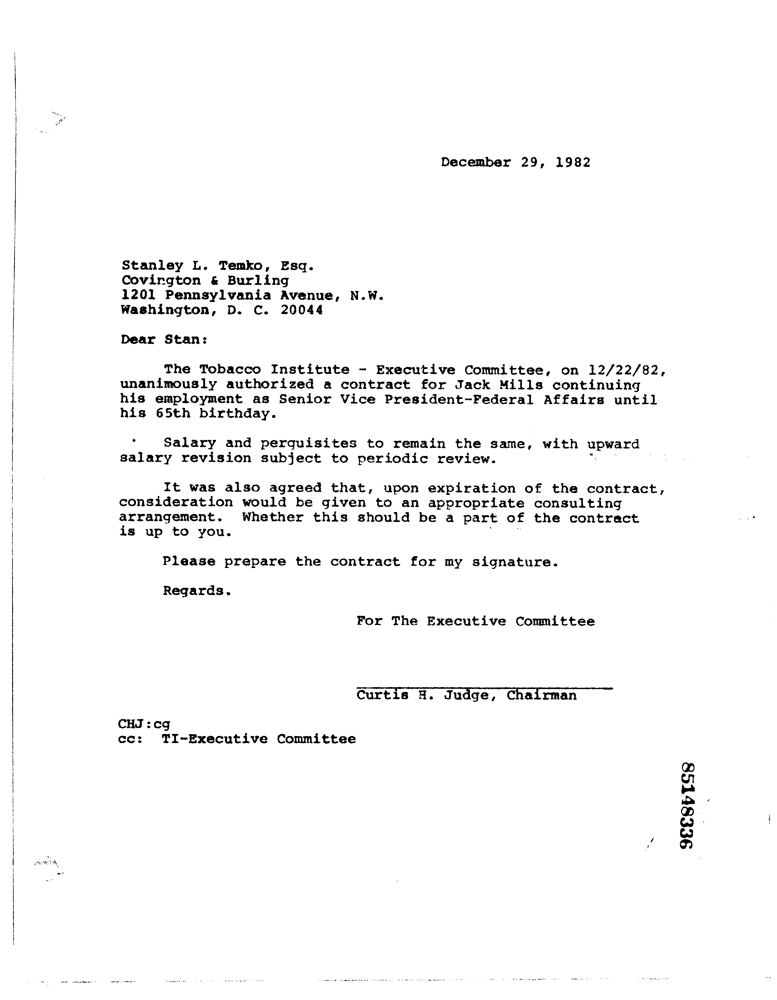 December 29, 1982
Stanley L. Temko, Esq.
Covington & Burling
1201 Pennsylvania Avenue, N.W.
Washington, D. C. 20044
Dear Stan:
The Tobacco Institute - Executive Committee, on 12/22/82,
unanimously authorized a contract for Jack Mills continuing
his employment as Senior Vice President-Federal Affairs until
his 65th birthday.
Salary and perquisites to remain the same, with upward
salary revision subject to periodic review.
It was also agreed that, upon expiration of the contract,
consideration would be given to an appropriate consulting
arrangement. Whether this should be a part of the contract
is up to you.
Please prepare the contract for my signature.
Regards.
For The Executive Committee
Curtis H. Judge, Chairman
CHJ:cg
cc: TI-Executive Committee
85148336